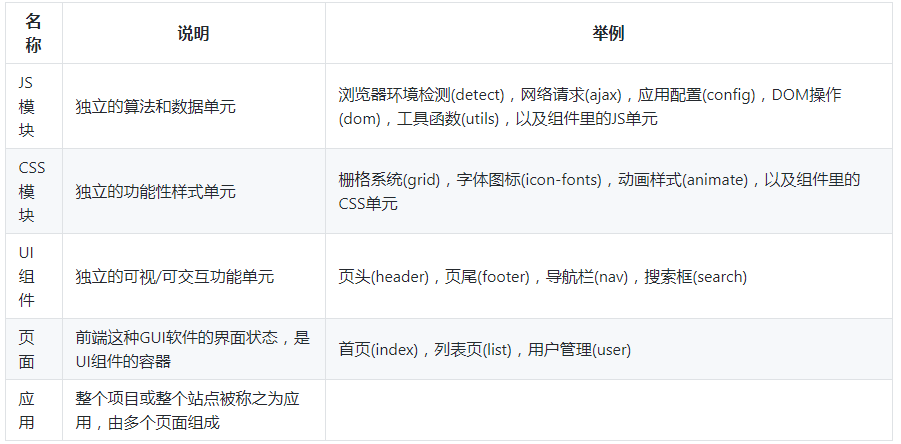 名
称
说明
举例
JS
模
块
独立的算法和数据单元
浏览器环境检测(detect)，网络请求(ajax)，应用配置(config)，DOM操作
(dom)，工具函数(utils)，以及组件里的JS单元
CSS
模
块
独立的功能性样式单元
栅格系统(grid)，字体图标(icon-fonts)，动画样式(animate)，以及组件里的
CSS单元
UI
组
件
独立的可视/可交互功能单元
页头(header)，页尾(footer)，导航栏(nav)，搜索框(search)
页
面
前端这种GUI软件的界面状态，是
UI组件的容器
首页(index)，列表页(list)，用户管理(user)
应
用
整个项目或整个站点被称之为应
用，由多个页面组成